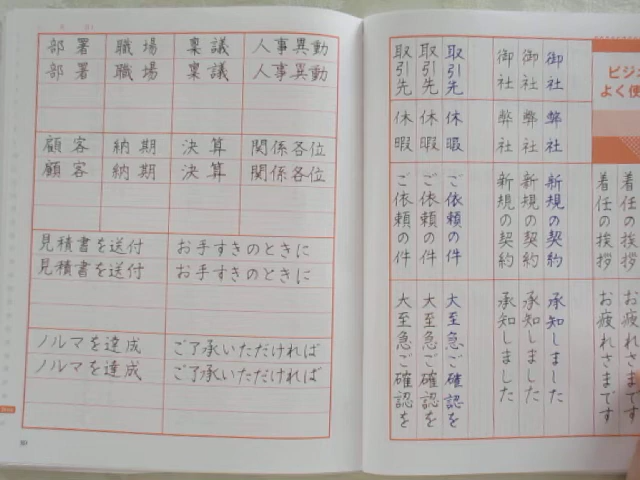 部署 職場 稟議 人事異動
部署 職場 稟議 人事異動
顧客 納期 決算 関係各位
顧客 納期 決算 関係各位
見積書を送付 お手すきのときに
見積書を送付 お手すきのときに
ノルマを達成 ご了承いただければ
ノルマを達成 ご了承いただければ
ビジ
よく使
着任の挨拶 お疲れさまです
着任の挨拶 お疲れさまです
御社 弊社 新規の契約 承知しました
御社 弊社 新規の契約 承知しました
御社 弊社 新規の契約 承知しました
取引先 休暇 ご依頼の件 大至急ご確認を
取引先 休暇 ご依頼の件 大至急ご確認を
取引先 休暇 ご依頼の件 大至急ご確認を